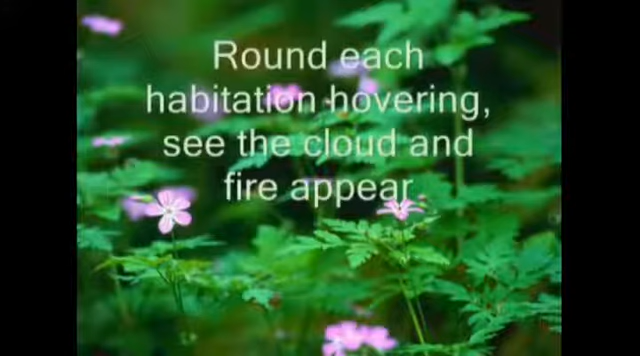 Round each
habitation hovering,
see the cloud and
fire appear